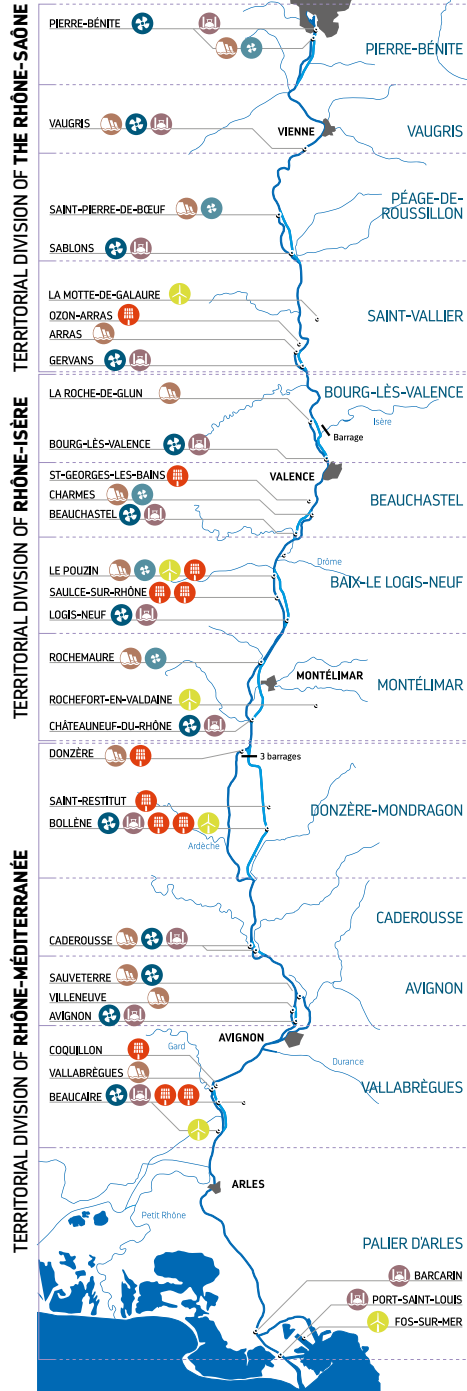 TERRITORIAL DIVISION OF THE RHÔNE-SAÔNE
PIERRE-BÉNITE
PIERRE-BÉNITE
VAUGRIS
VIENNE
VAUGRIS
SAINT-PIERRE-DE-BŒUF
PÉAGE-DE-
ROUSSILLON
SABLONS
LA MOTTE-DE-GALAURE
OZON-ARRAS
SAINT-VALLIER
ARRAS
GERVANS
TERRITORIAL DIVISION OF RHÔNE-ISÈRE
LA ROCHE-DE-GLUN
BOURG-LÈS-VALENCE
Isère
Barrage
BOURG-LÈS-VALENCE
VALENCE
ST-GEORGES-LES-BAINS
CHARMES
BEAUCHASTEL
BEAUCHASTEL
Drôme
LE POUZIN
BAIX-LE LOGIS-NEUF
SAULCE-SUR-RHÔNE
LOGIS-NEUF
ROCHEMAURE
MONTÉLIMAR
MONTÉLIMAR
ROCHEFORT-EN-VALDAINE
CHÂTEAUNEUF-DU-RHÔNE
TERRITORIAL DIVISION OF RHÔNE-MÉDITERRANÉE
DONZÈRE
3 barrages
SAINT-RESTITUT
DONZÈRE-MONDRAGON
BOLLÈNE
Ardèche
CADEROUSSE
CADEROUSSE
SAUVETERRE
AVIGNON
VILLENEUVE
AVIGNON
AVIGNON
COQUILLON
Gard
Durance
VALLABRÈGUES
VALLABRÈGUES
BEAUCAIRE
ARLES
Petit Rhône
PALIER D'ARLES
BARCARIN
PORT-SAINT-LOUIS
FOS-SUR-MER